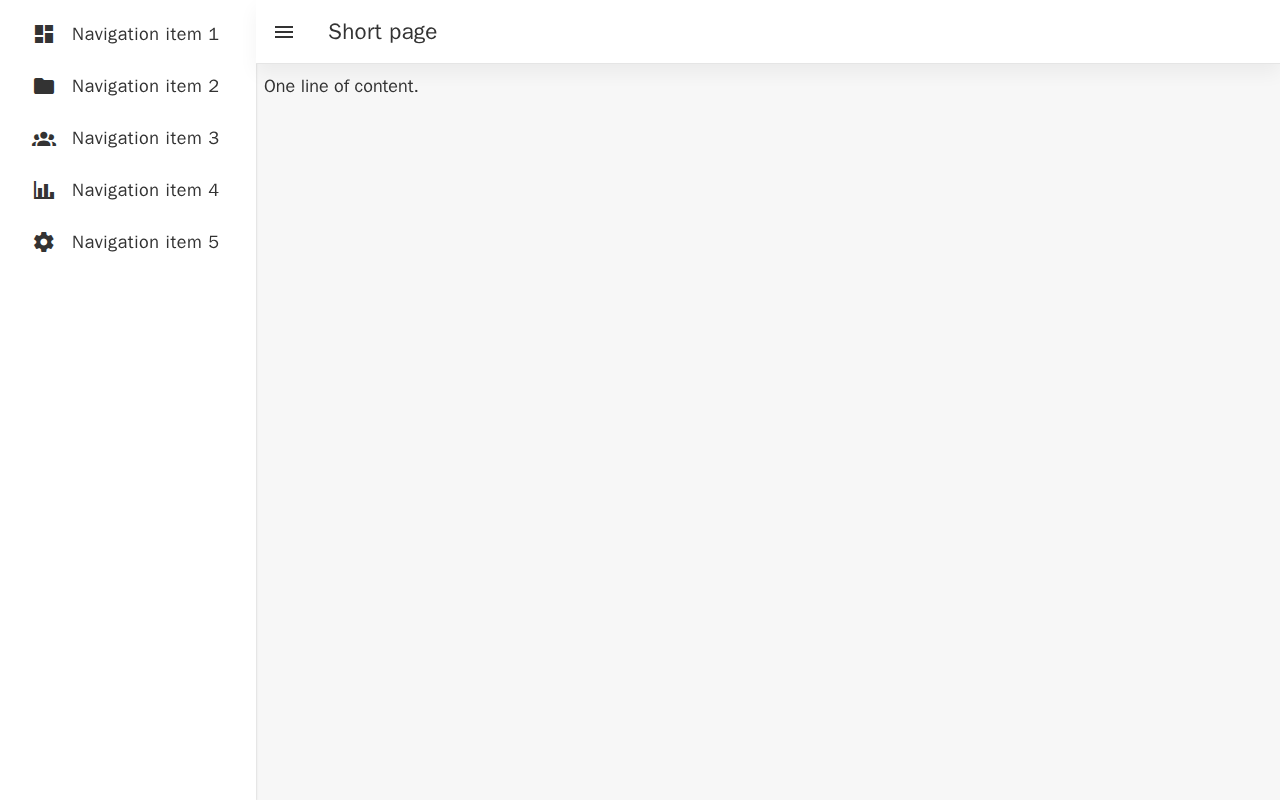 Navigation item 1
Navigation item 2
Navigation item 3
Navigation item 4
Navigation item 5
Short page
One line of content.